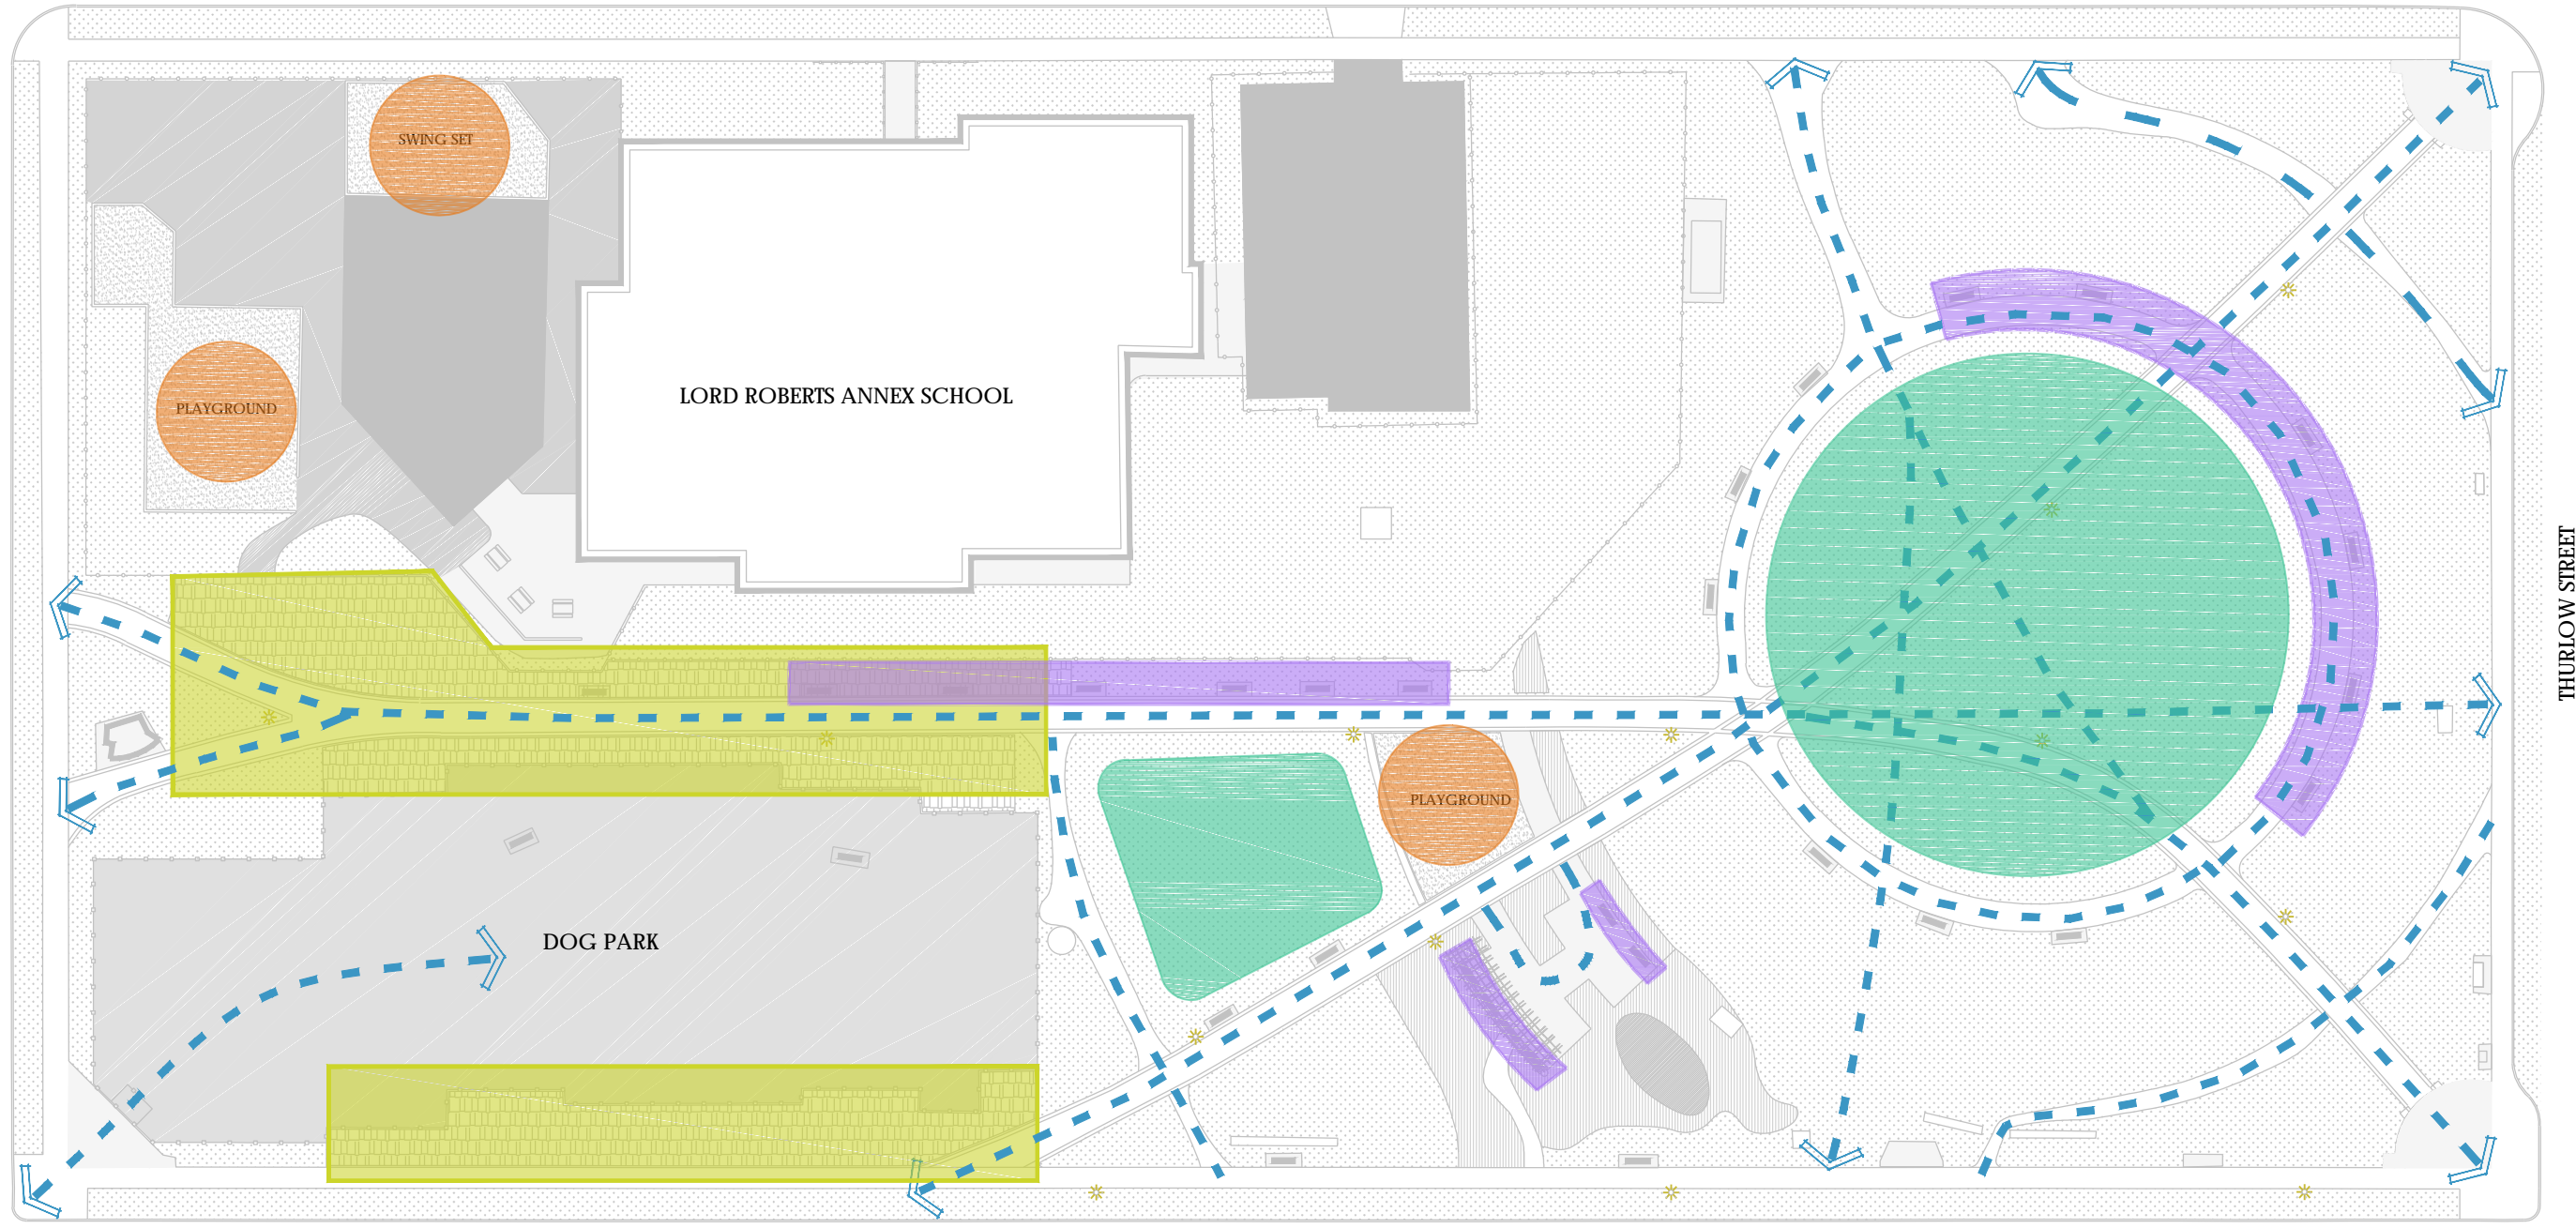 SWING SET
LORD ROBERTS ANNEX SCHOOL
PLAYGROUND
THURLOW STREET
PLAYGROUND
DOG PARK